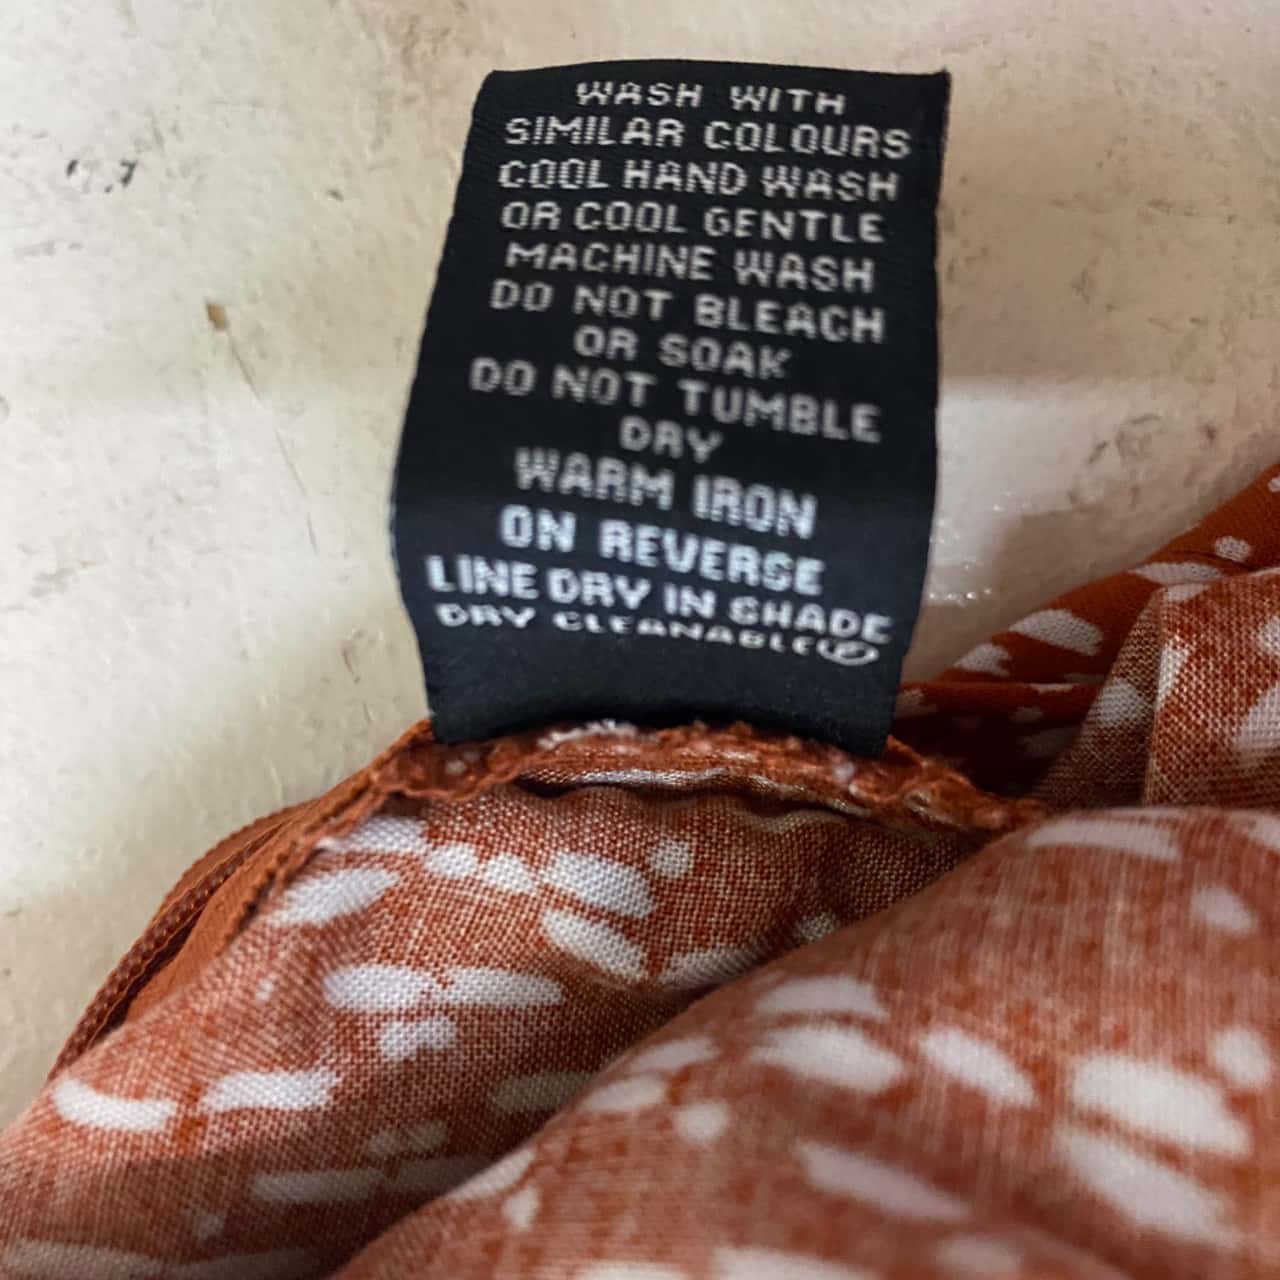 WASH WITH
SIMILAR COLOURS
COOL HAND WASH
OR COOL GENTLE
MACHINE WASH
DO NOT BLEACH
OR SOAK
DO NOT TUMBLE
DRY
WARM IRON
ON REVERSE
LINE DRY IN SHADE
DRY CLEANABLE Ⓟ